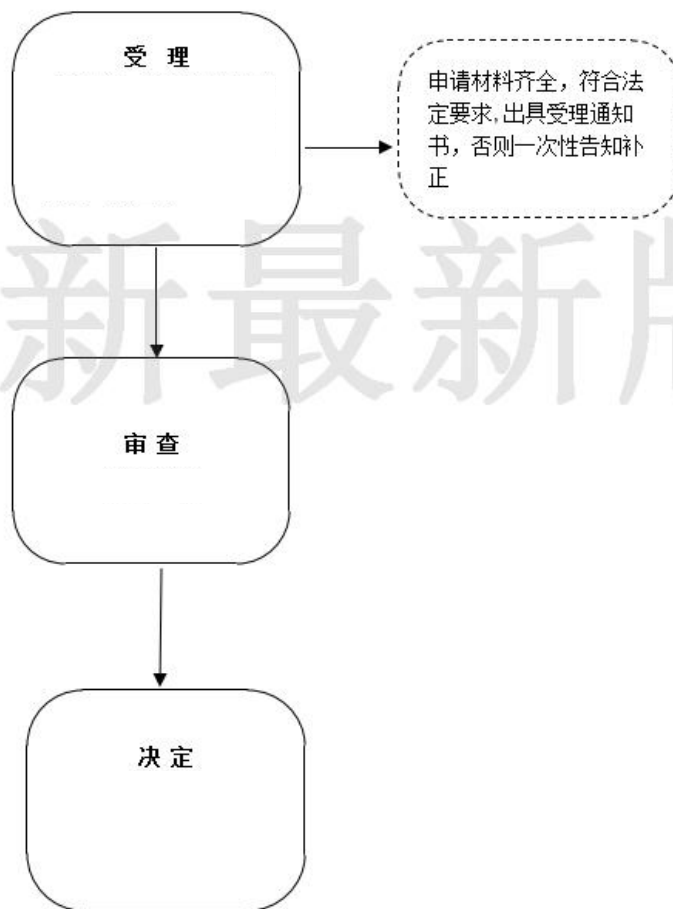 受 理
申请材料齐全，符合法
定要求,出具受理通知
书，否则一次性告知补
正
新最新版
审 查
决 定